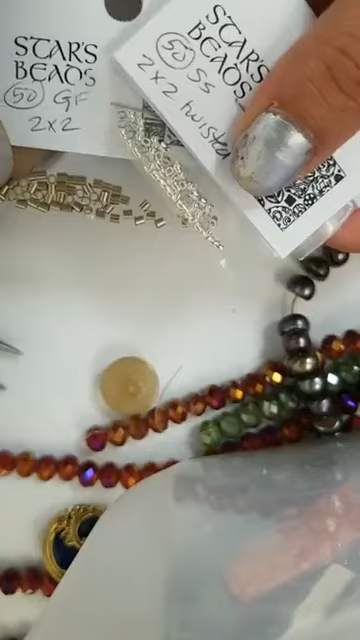 STAR'S
BEADS
50 GF
2x2
STAR'S
BEADS
50 SS
2x2 twisted